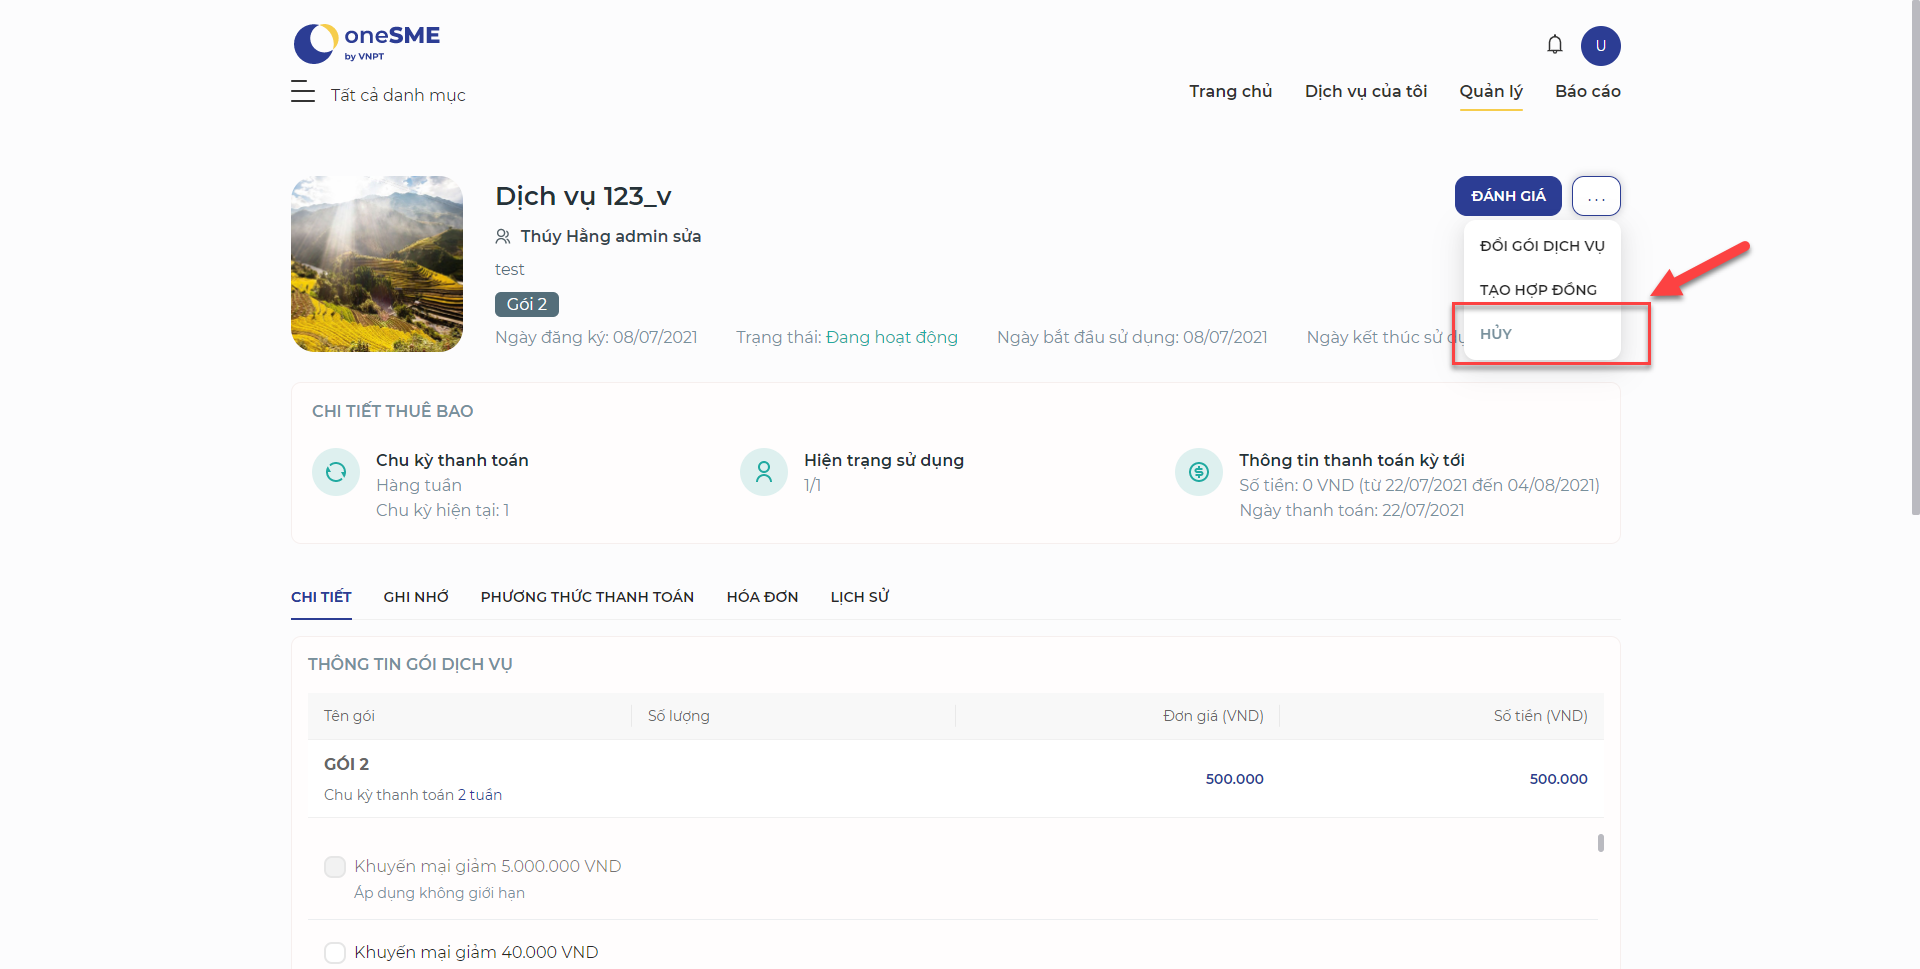 oneSME
by VNPT
U
Tất cả danh mục
Trang chủ
Dịch vụ của tôi
Quản lý
Báo cáo
Dịch vụ 123_v
ĐÁNH GIÁ
...
Thúy Hằng admin sửa
ĐỔI GÓI DỊCH VỤ
test
TẠO HỢP ĐỒNG
Gói 2
HỦY
Ngày đăng ký: 08/07/2021
Trạng thái: Đang hoạt động
Ngày bắt đầu sử dụng: 08/07/2021
Ngày kết thúc sử
CHI TIẾT THUÊ BAO
Chu kỳ thanh toán
Hàng tuần
Chu kỳ hiện tại: 1
Hiện trạng sử dụng
1/1
Thông tin thanh toán kỳ tới
Số tiền: 0 VND (từ 22/07/2021 đến 04/08/2021)
Ngày thanh toán: 22/07/2021
CHI TIẾT
GHI NHỚ
PHƯƠNG THỨC THANH TOÁN
HÓA ĐƠN
LỊCH SỬ
THÔNG TIN GÓI DỊCH VỤ
Tên gói
Số lượng
Đơn giá (VND)
Số tiền (VND)
GÓI 2
Chu kỳ thanh toán 2 tuần
500.000
500.000
Khuyến mại giảm 5.000.000 VND
Áp dụng không giới hạn
Khuyến mại giảm 40.000 VND